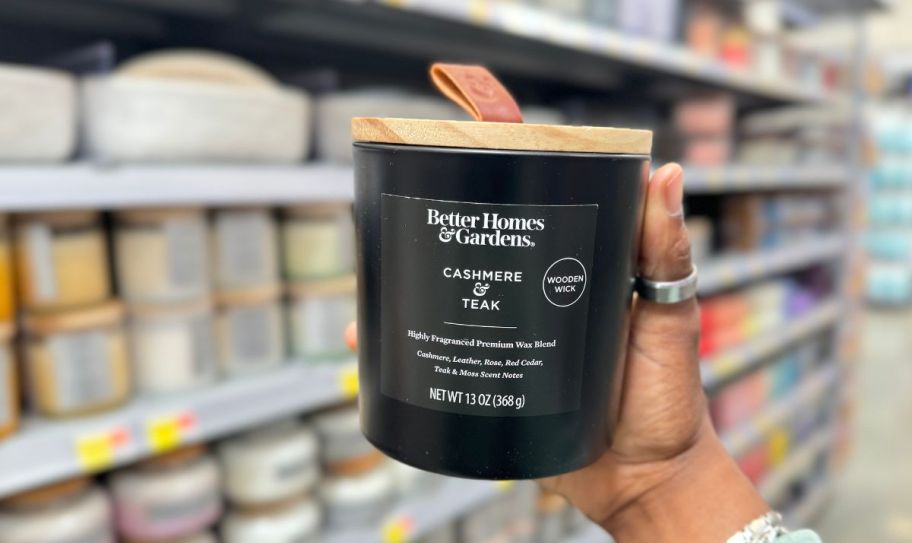 Better Homes
& Gardens®
CASHMERE
&
TEAK
WOODEN
WICK
Highly Fragranced Premium Wax Blend
Cashmere, Leather, Rose, Red Cedar,
Teak & Moss Scent Notes
NET WT 13 OZ (368 g)